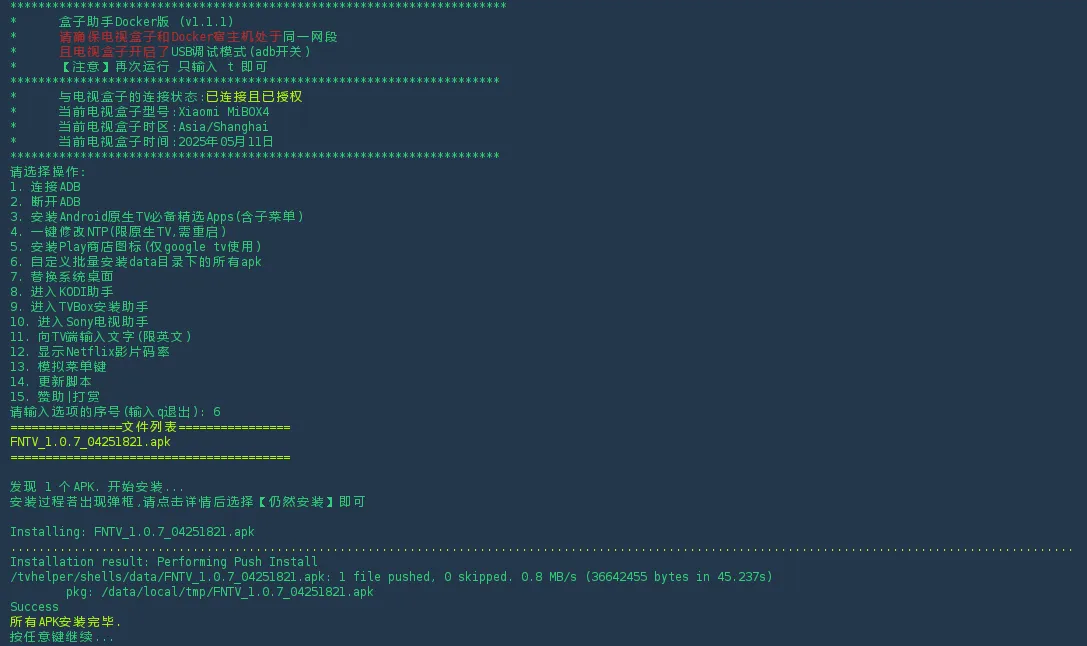 ***********************************************************************
* 盒子助手Docker版 (v1.1.1)
* 请确保电视盒子和Docker宿主机处于同一网段
* 且电视盒子开启了USB调试模式(adb开关)
* 【注意】再次运行 只输入 t 即可
**********************************************************************
* 与电视盒子的连接状态:已连接且已授权
* 当前电视盒子型号:Xiaomi MiBOX4
* 当前电视盒子时区:Asia/Shanghai
* 当前电视盒子时间:2025年05月11日
**********************************************************************
请选择操作:
1. 连接ADB
2. 断开ADB
3. 安装Android原生TV必备精选Apps(含子菜单)
4. 一键修改NTP(限原生TV,需重启)
5. 安装Play商店图标(仅google tv使用)
6. 自定义批量安装data目录下的所有apk
7. 替换系统桌面
8. 进入KODI助手
9. 进入TVBox安装助手
10. 进入Sony电视助手
11. 向TV端输入文字(限英文)
12. 显示Netflix影片码率
13. 模拟菜单键
14. 更新脚本
15. 赞助|打赏
请输入选项的序号(输入q退出): 6
================文件列表================
FNTV_1.0.7_04251821.apk
========================================
发现 1 个APK. 开始安装...
安装过程若出现弹框,请点击详情后选择【仍然安装】即可
Installing: FNTV_1.0.7_04251821.apk
........................................................................................................................................................
Installation result: Performing Push Install
/tvhelper/shells/data/FNTV_1.0.7_04251821.apk: 1 file pushed, 0 skipped. 0.8 MB/s (36642455 bytes in 45.237s)
pkg: /data/local/tmp/FNTV_1.0.7_04251821.apk
Success
所有APK安装完毕.
按任意键继续...